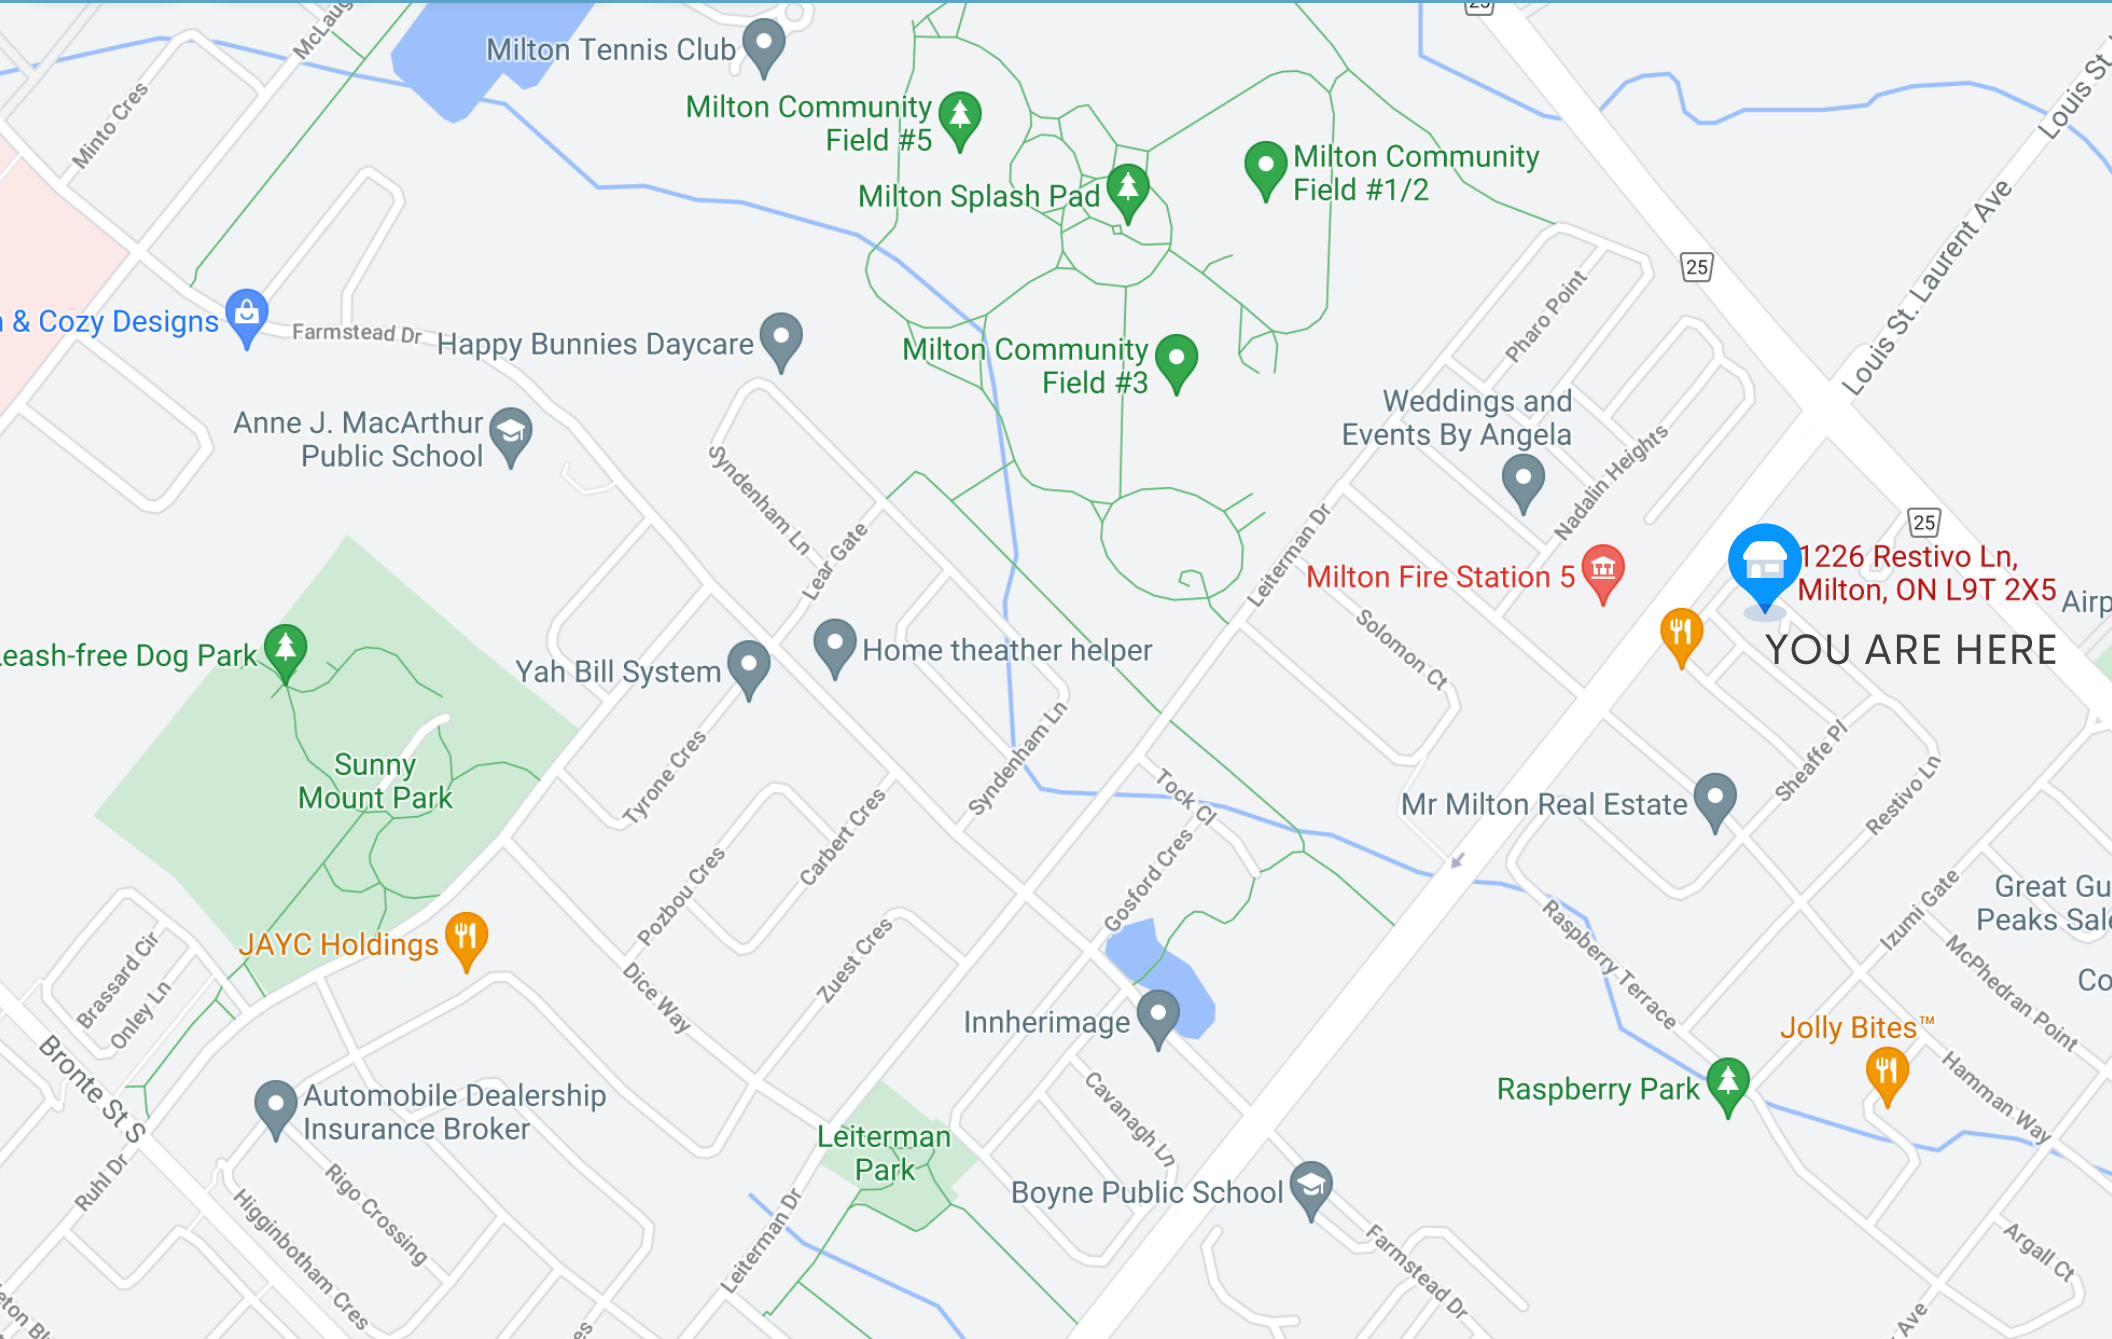 25
McLaug
Louis St.
Milton Tennis Club
Minto Cres
Milton Community
Field #5
Milton Splash Pad
Milton Community
Field #1/2
25
Louis St. Laurent Ave
& Cozy Designs
Farmstead Dr
Happy Bunnies Daycare
Milton Community
Field #3
Pharo Point
Weddings and
Events By Angela
Anne J. MacArthur
Public School
Syndenham Ln
Lear Gate
Leiterman Dr
Nadalin Heights
25
Milton Fire Station 5
1226 Restivo Ln,
Milton, ON L9T 2X5
Airp
YOU ARE HERE
Leash-free Dog Park
Yah Bill System
Home theather helper
Solomon Ct
Sunny
Mount Park
Tyrone Cres
Syndenham Ln
Tock Cl
Mr Milton Real Estate
Sheaffe Pl
Restivo Ln
Pozbou Cres
Carbert Cres
Gosford Cres
Great Gu
Peaks Sale
Izumi Gate
McPhedran Point
Raspberry Terrace
Co
JAYC Holdings
Brassard Cir
Onley Ln
Dice Way
Zuest Cres
Innherimage
Jolly Bites™
Hamman Way
Bronte St S
Automobile Dealership
Insurance Broker
Cavanagh Ln
Raspberry Park
Leiterman
Park
Ruhl Dr
Rigo Crossing
Higginbotham Cres
Leiterman Dr
Boyne Public School
Farmstead Dr
Argall Ct
eton Bl
es
Ave